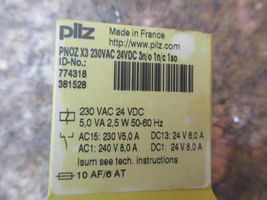 pilz
Made in France
http://www.pilz.com
PNOZ X3 230VAC 24VDC 3n/o 1n/c 1so
ID-No.:
774318
381528
230 VAC 24 VDC
5,0 VA 2,5 W 50-60 Hz
AC15: 230 V5,0 A DC13: 24 V 6,0 A
AC1: 240 V 8,0 A DC1: 24 V 8,0 A
Isum see tech. instructions
10 AF/6 AT